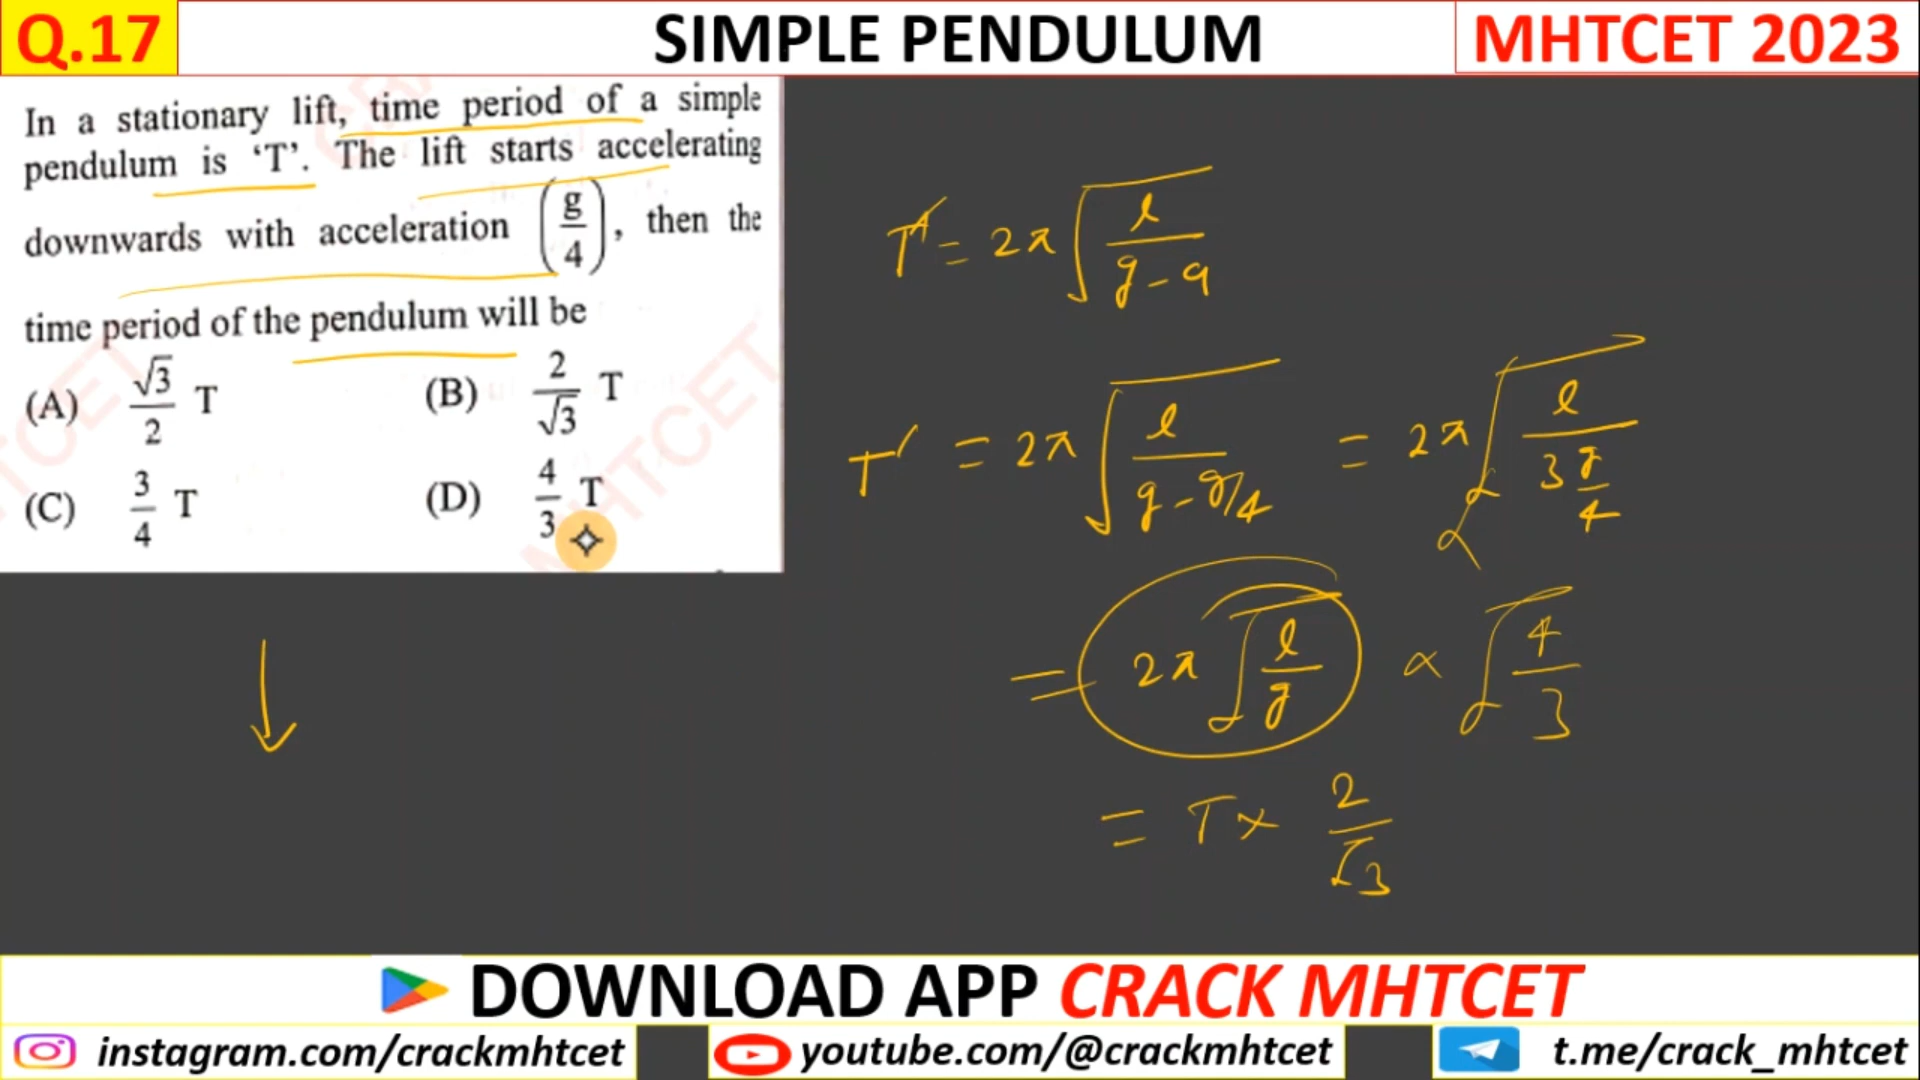 Q.17
SIMPLE PENDULUM
MHTCET 2023
In a stationary lift, time period of a simple
pendulum is ‘T’. The lift starts accelerating
downwards with acceleration (g/4), then the
time period of the pendulum will be
(A) √3/2 T (B) 2/√3 T
(C) 3/4 T (D) 4/3 T
T' = 2π √(l/(g-a))
T' = 2π √(l/(g-g/4)) = 2π √(l/(3g/4))
= 2π √(l/g) × √(4/3)
= T× 2/√3
DOWNLOAD APP CRACK MHTCET
instagram.com/crackmhtcet
youtube.com/@crackmhtcet
t.me/crack_mhtcet